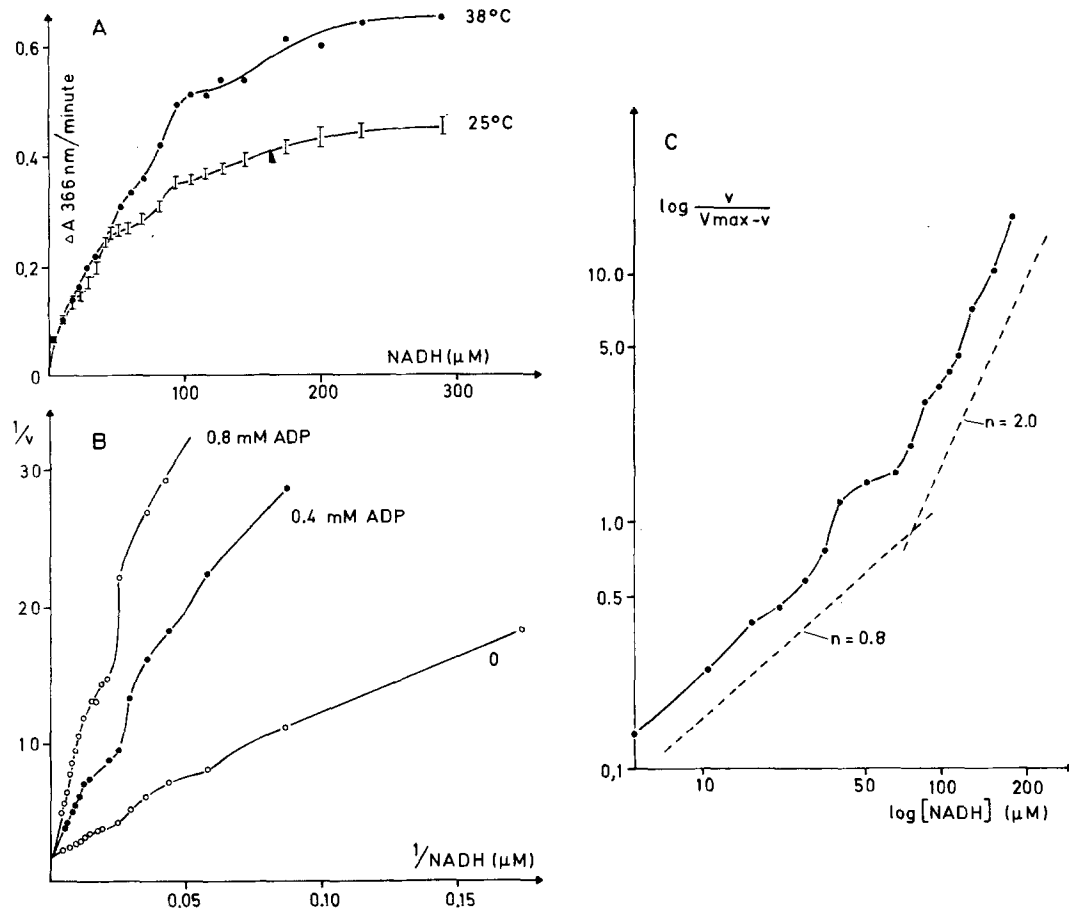 A
38°C
25°C
ΔA 366 nm/minute
0,6
0,4
0,2
0
NADH (µM)
100
200
300
B
1/v
0.8 mM ADP
0.4 mM ADP
0
30
20
10
0.05
0.10
0,15
1/NADH (µM)
C
log v/Vmax-v
10.0
5.0
1.0
0.5
0,1
n = 2.0
n = 0.8
10
50
100
200
log [NADH] (µM)